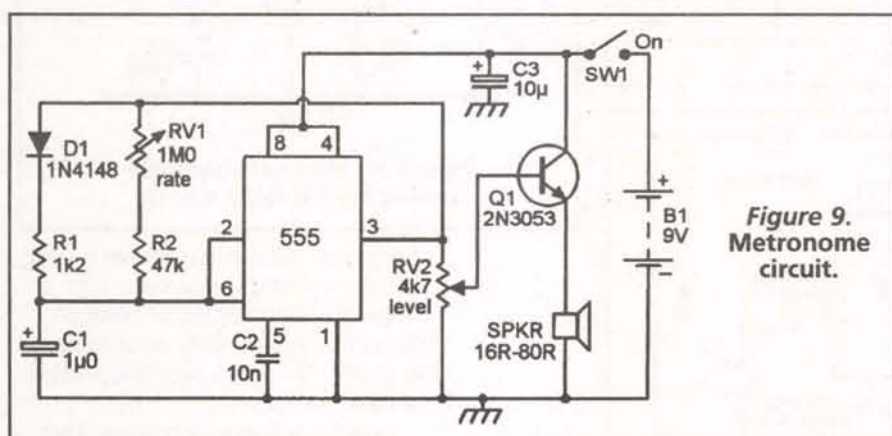 On
SW1
+
C3
10µ
D1
1N4148
RV1
1M0
rate
8
4
Q1
2N3053
+
B1
9V
−
Figure 9.
Metronome
circuit.
R1
1k2
R2
47k
2
555
3
6
RV2
4k7
level
+
C1
1µ0
C2
10n
5
1
SPKR
16R-80R